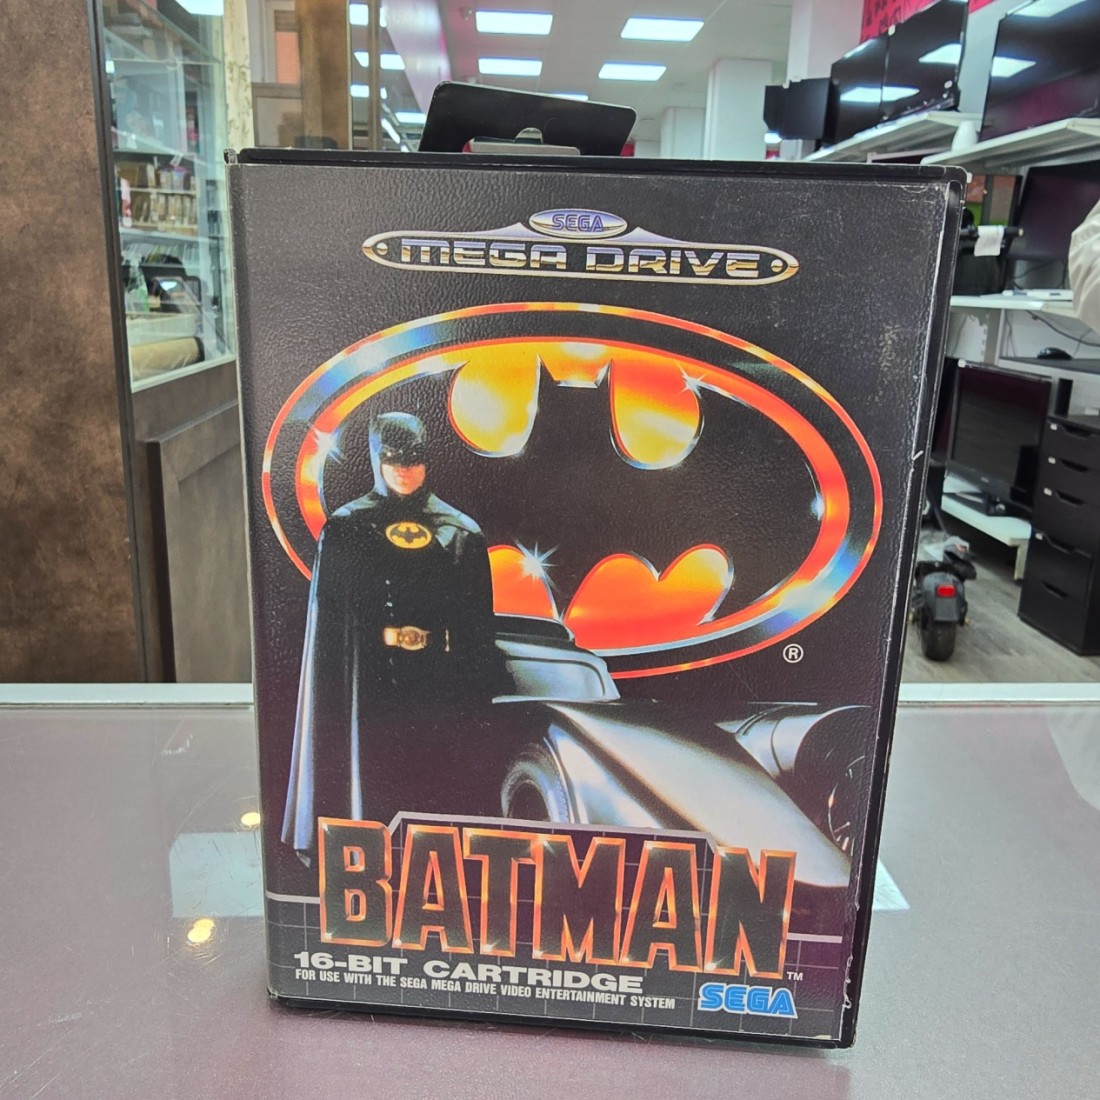 SEGA
MEGA DRIVE
®
BATMAN
TM
16-BIT CARTRIDGE
FOR USE WITH THE SEGA MEGA DRIVE VIDEO ENTERTAINMENT SYSTEM
SEGA